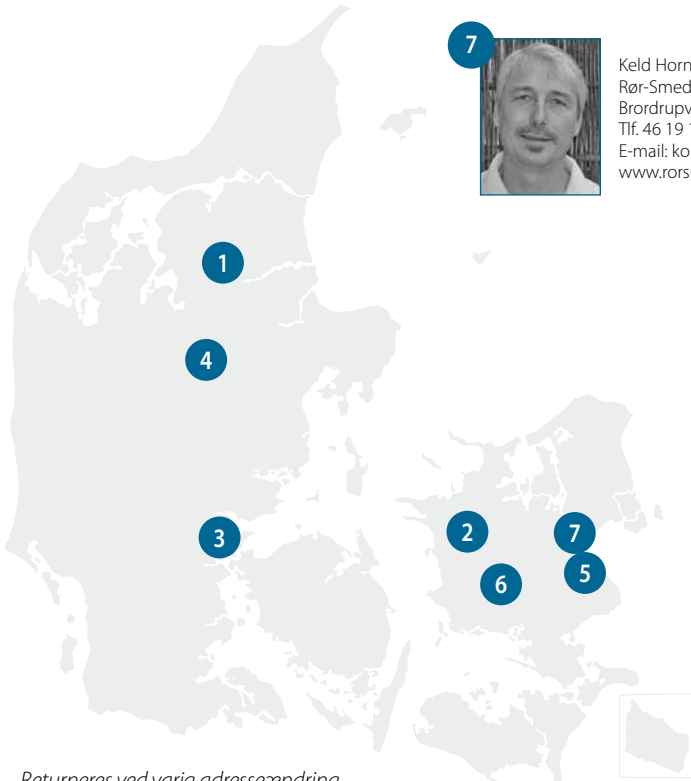 7
Keld Horn
Rør-Smed
Brordrupv
Tlf. 46 19 1
E-mail: ko
www.rors
1
4
3
2
7
5
6
Returneres ved varig adresseændring